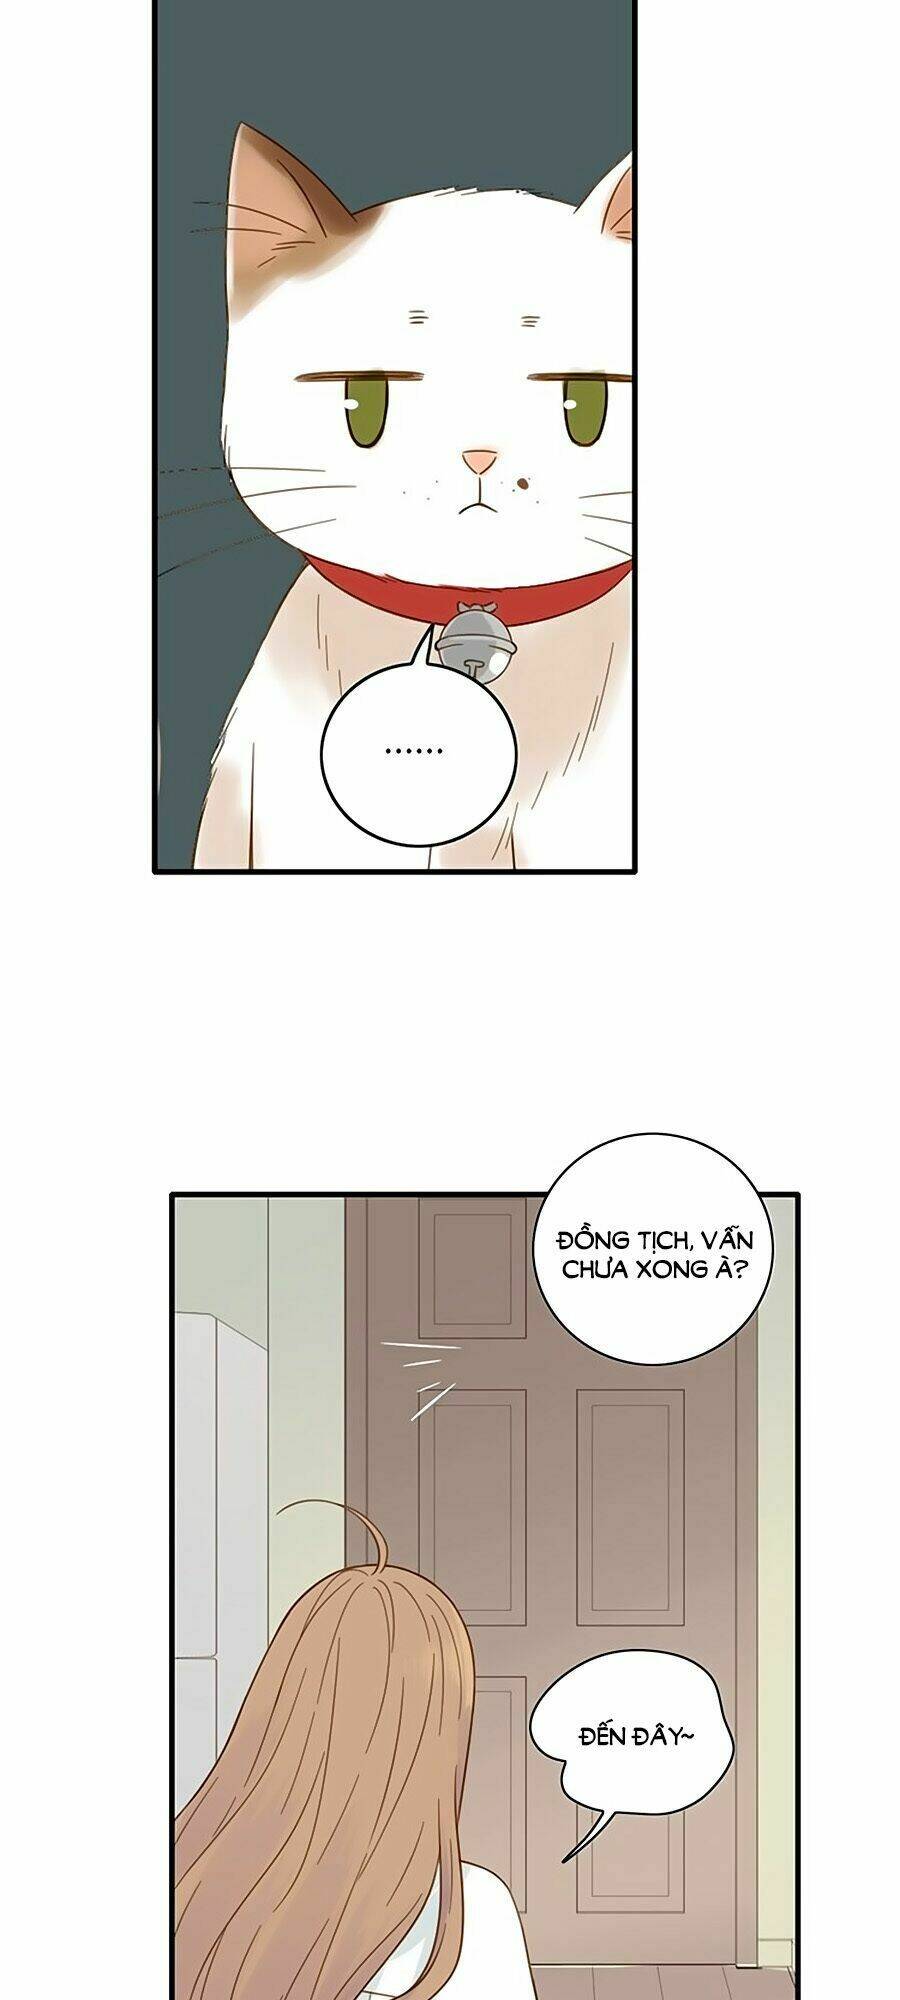 ......
ĐỒNG TỊCH, VẪN
CHƯA XONG À?
ĐẾN ĐÂY~